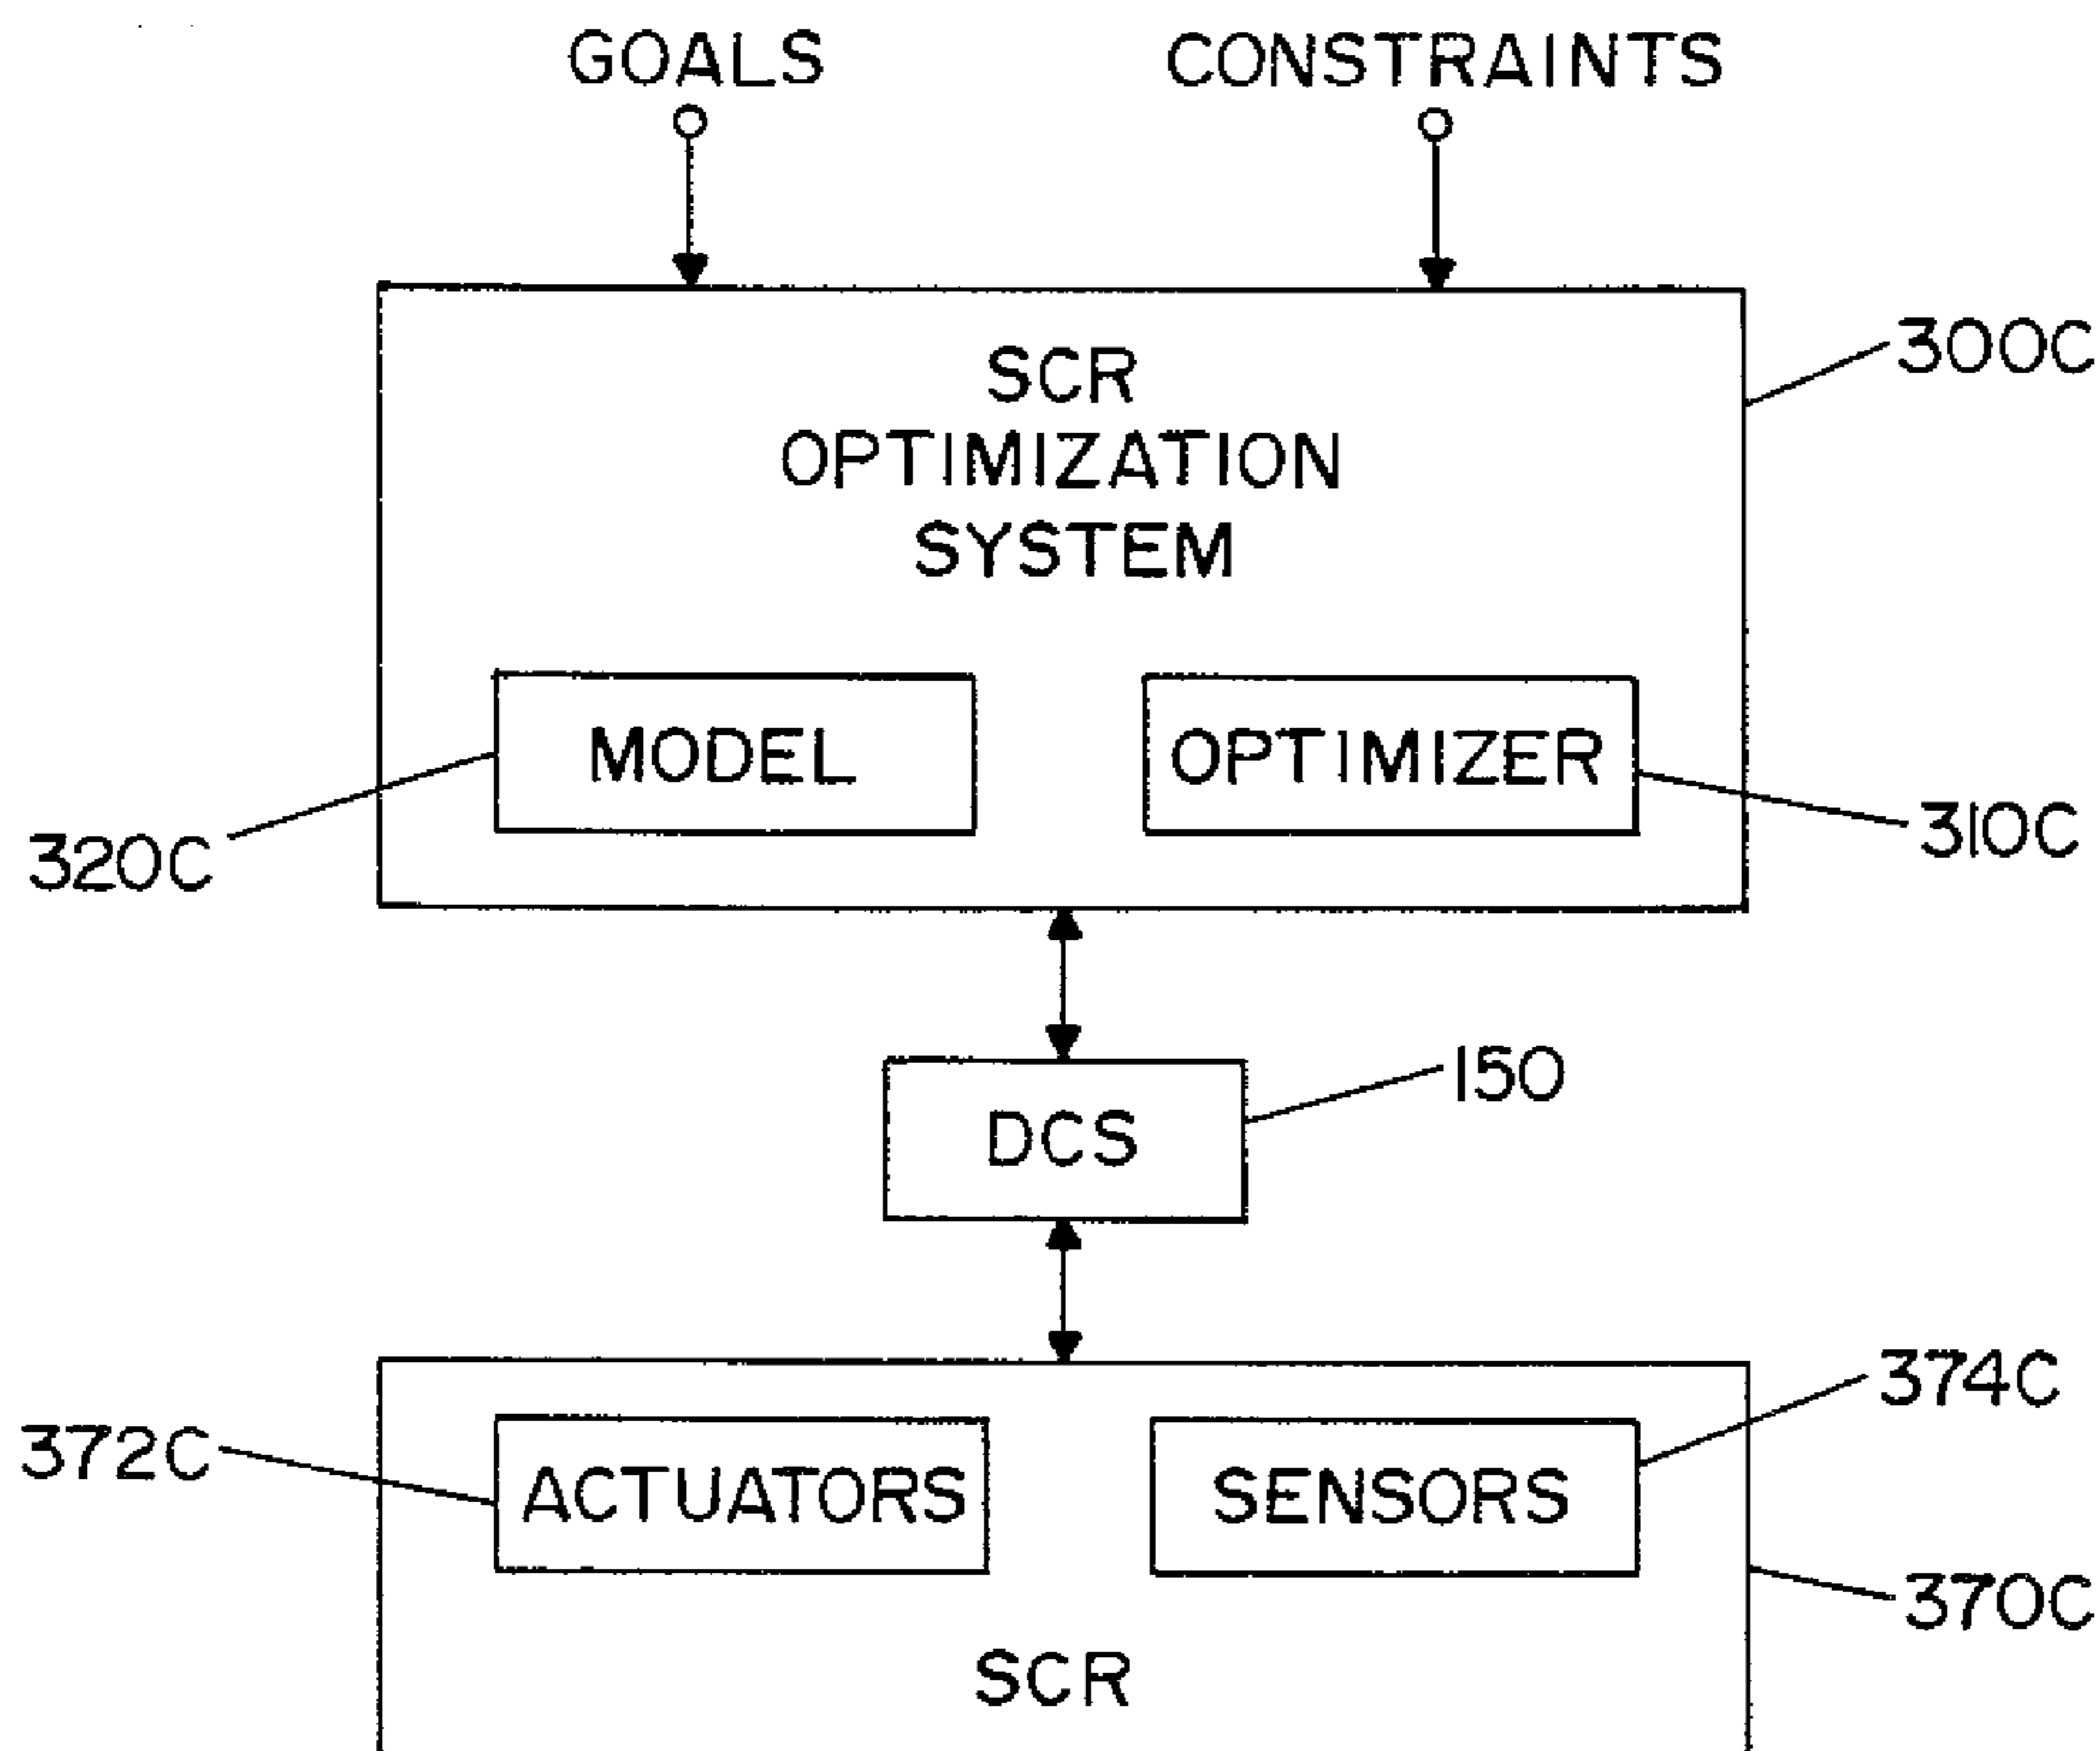 GOALS
CONSTRAINTS
SCR
OPTIMIZATION
SYSTEM
300C
MODEL
OPTIMIZER
320C
310C
DCS
150
372C
ACTUATORS
SENSORS
374C
370C
SCR